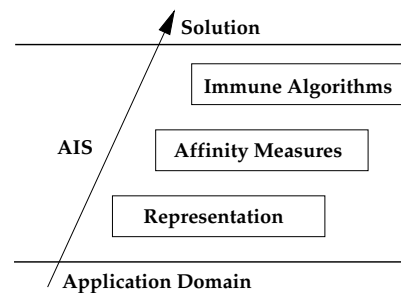 Solution
Immune Algorithms
AIS
Affinity Measures
Representation
Application Domain